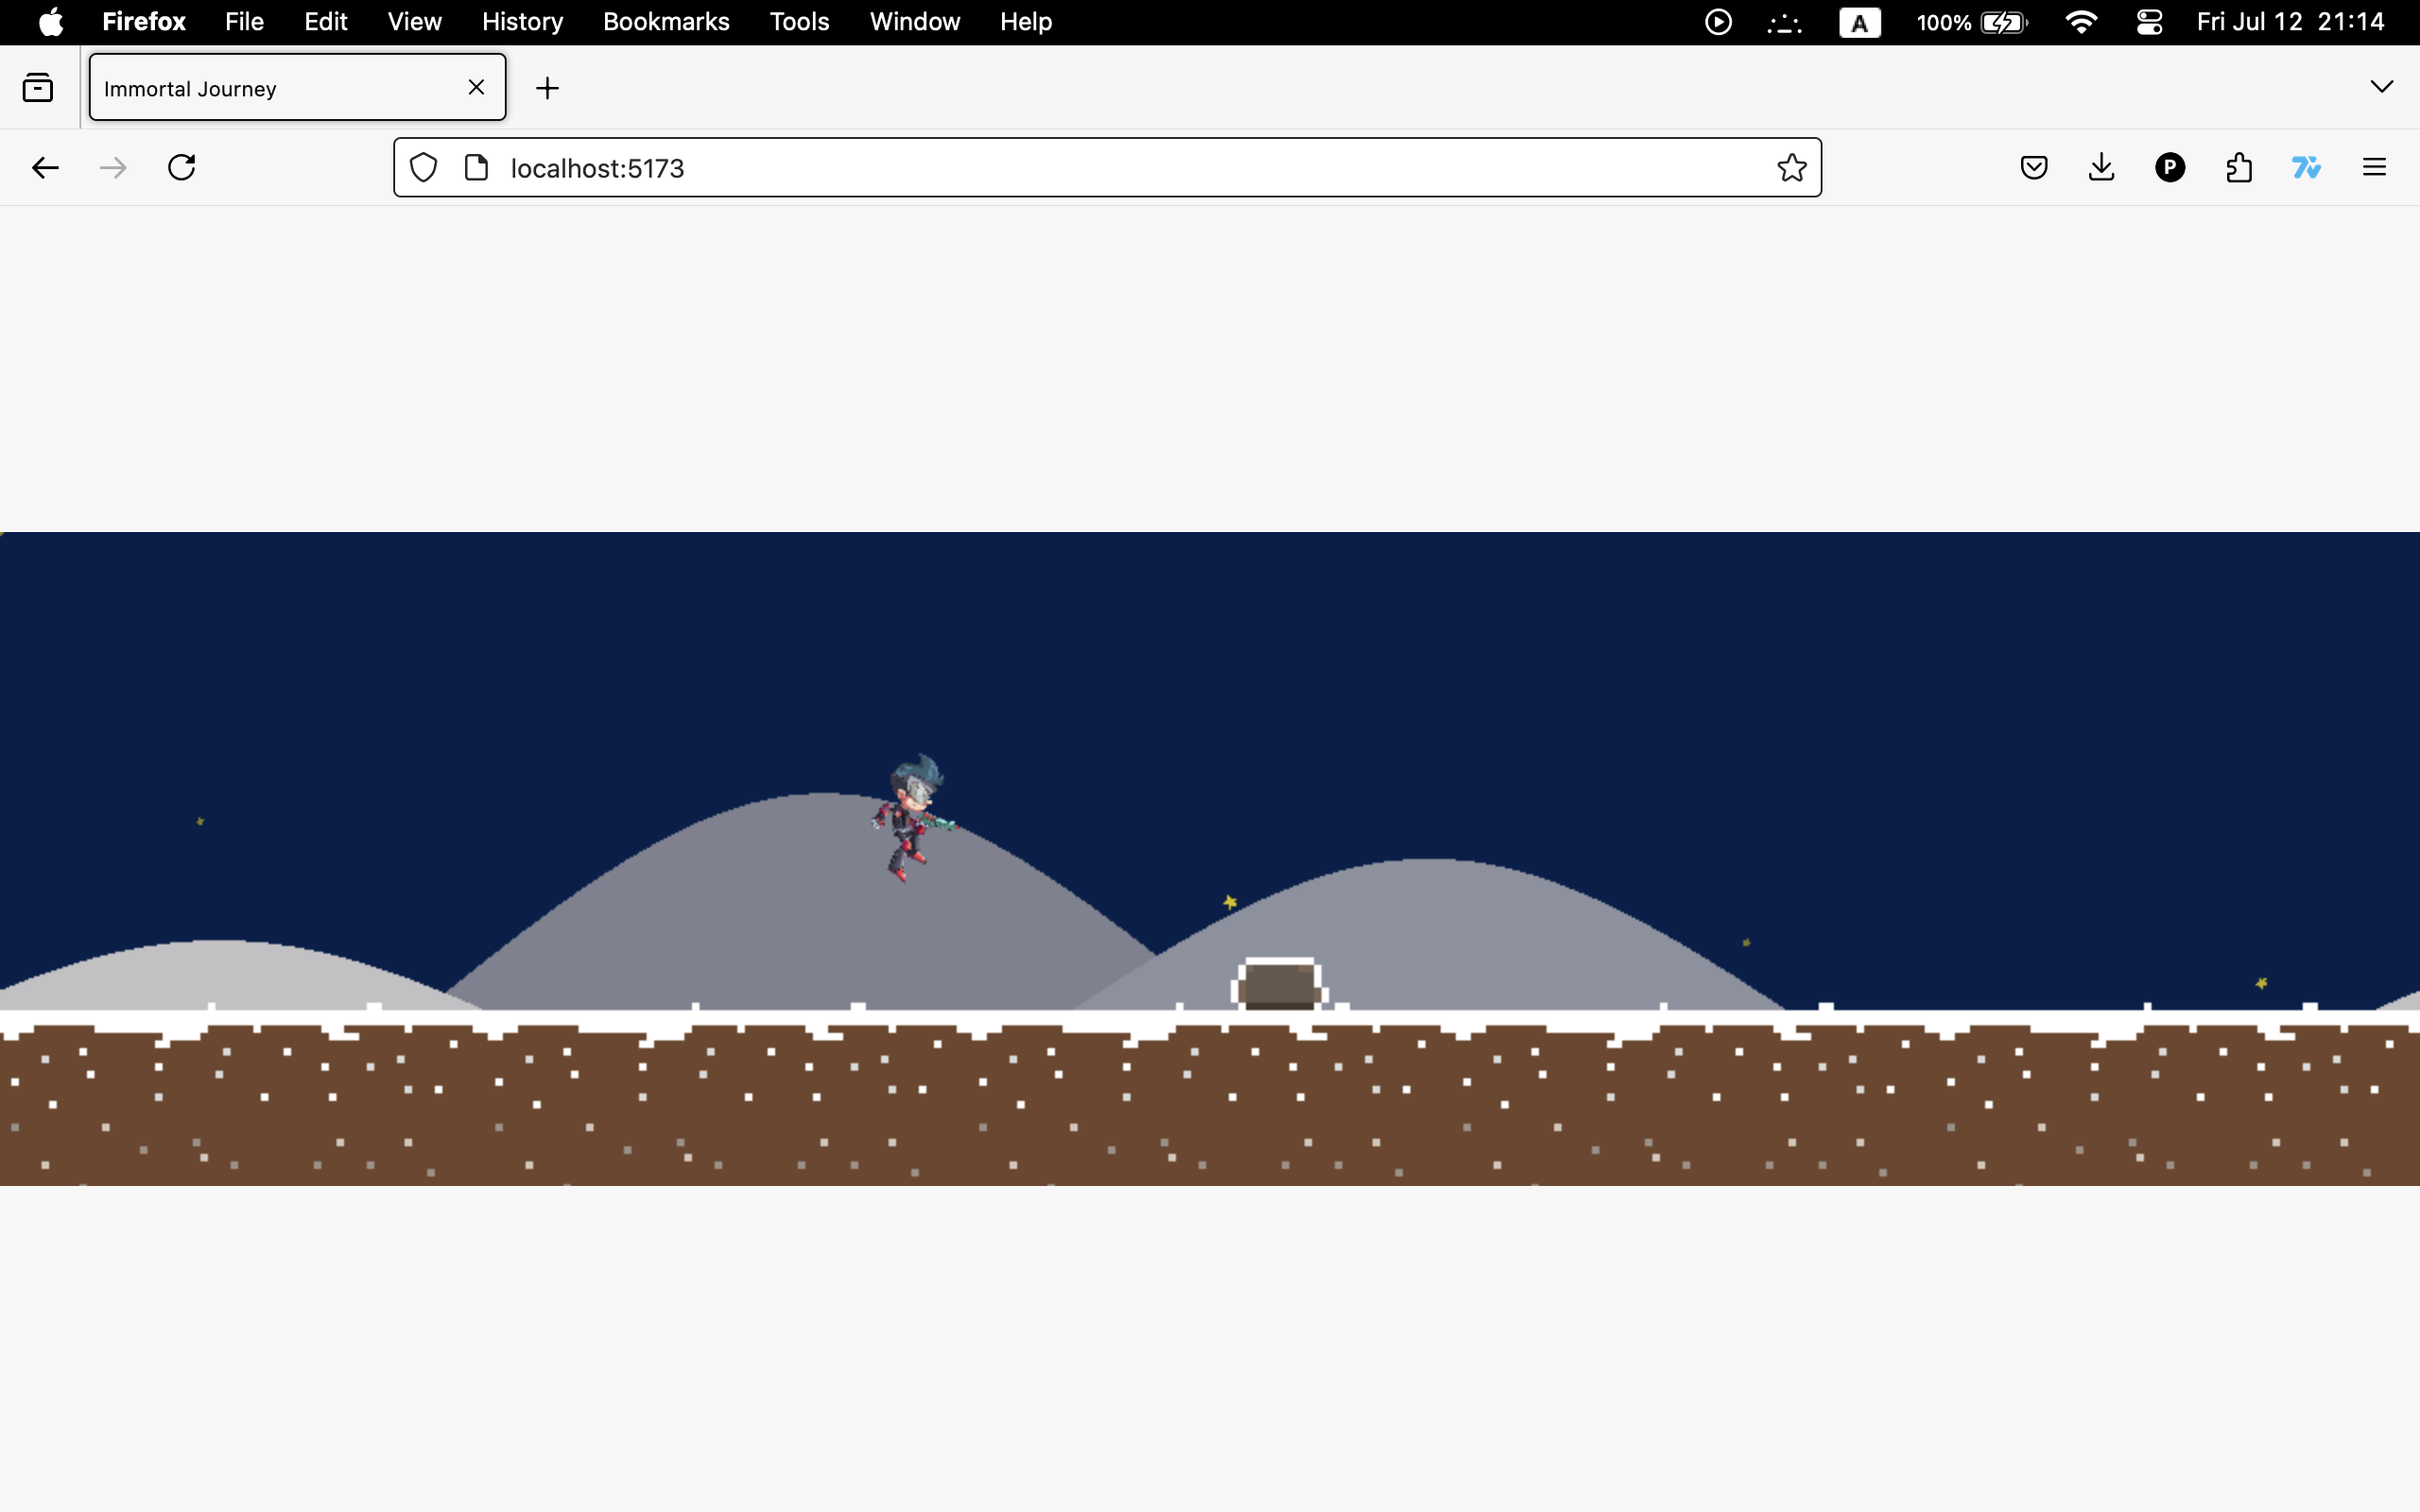 Firefox File Edit View History Bookmarks Tools Window Help A 100% Fri Jul 12 21:14
Immortal Journey
localhost:5173 P 7V